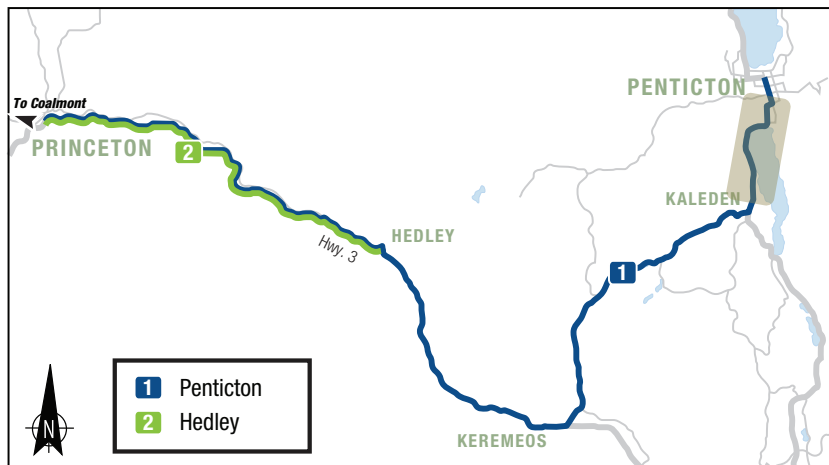 PENTICTON
To Coalmont
PRINCETON
2
KALEDEN
HEDLEY
Hwy. 3
1
1 Penticton
2 Hedley
N
KEREMEOS